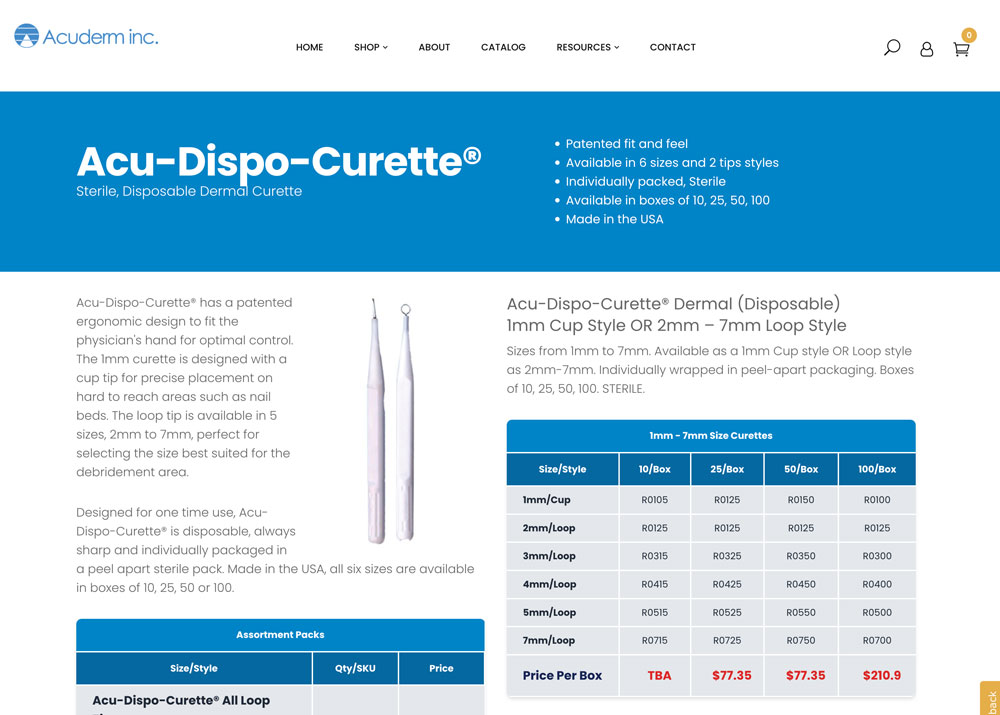 Acuderm inc.
HOME SHOP ABOUT CATALOG RESOURCES CONTACT
0
Acu-Dispo-Curette®
Sterile, Disposable Dermal Curette
• Patented fit and feel
• Available in 6 sizes and 2 tips styles
• Individually packed, Sterile
• Available in boxes of 10, 25, 50, 100
• Made in the USA
Acu-Dispo-Curette® has a patented
ergonomic design to fit the
physician's hand for optimal control.
The 1mm curette is designed with a
cup tip for precise placement on
hard to reach areas such as nail
beds. The loop tip is available in 5
sizes, 2mm to 7mm, perfect for
selecting the size best suited for the
debridement area.
Designed for one time use, Acu-
Dispo-Curette® is disposable, always
sharp and individually packaged in
a peel apart sterile pack. Made in the USA, all six sizes are available
in boxes of 10, 25, 50 or 100.
Assortment Packs
Size/Style Qty/SKU Price
Acu-Dispo-Curette® All Loop
Acu-Dispo-Curette® Dermal (Disposable)
1mm Cup Style OR 2mm – 7mm Loop Style
Sizes from 1mm to 7mm. Available as a 1mm Cup style OR Loop style
as 2mm-7mm. Individually wrapped in peel-apart packaging. Boxes
of 10, 25, 50, 100. STERILE.
1mm - 7mm Size Curettes
Size/Style 10/Box 25/Box 50/Box 100/Box
1mm/Cup R0105 R0125 R0150 R0100
2mm/Loop R0125 R0125 R0125 R0125
3mm/Loop R0315 R0325 R0350 R0300
4mm/Loop R0415 R0425 R0450 R0400
5mm/Loop R0515 R0525 R0550 R0500
7mm/Loop R0715 R0725 R0750 R0700
Price Per Box TBA $77.35 $77.35 $210.9
back